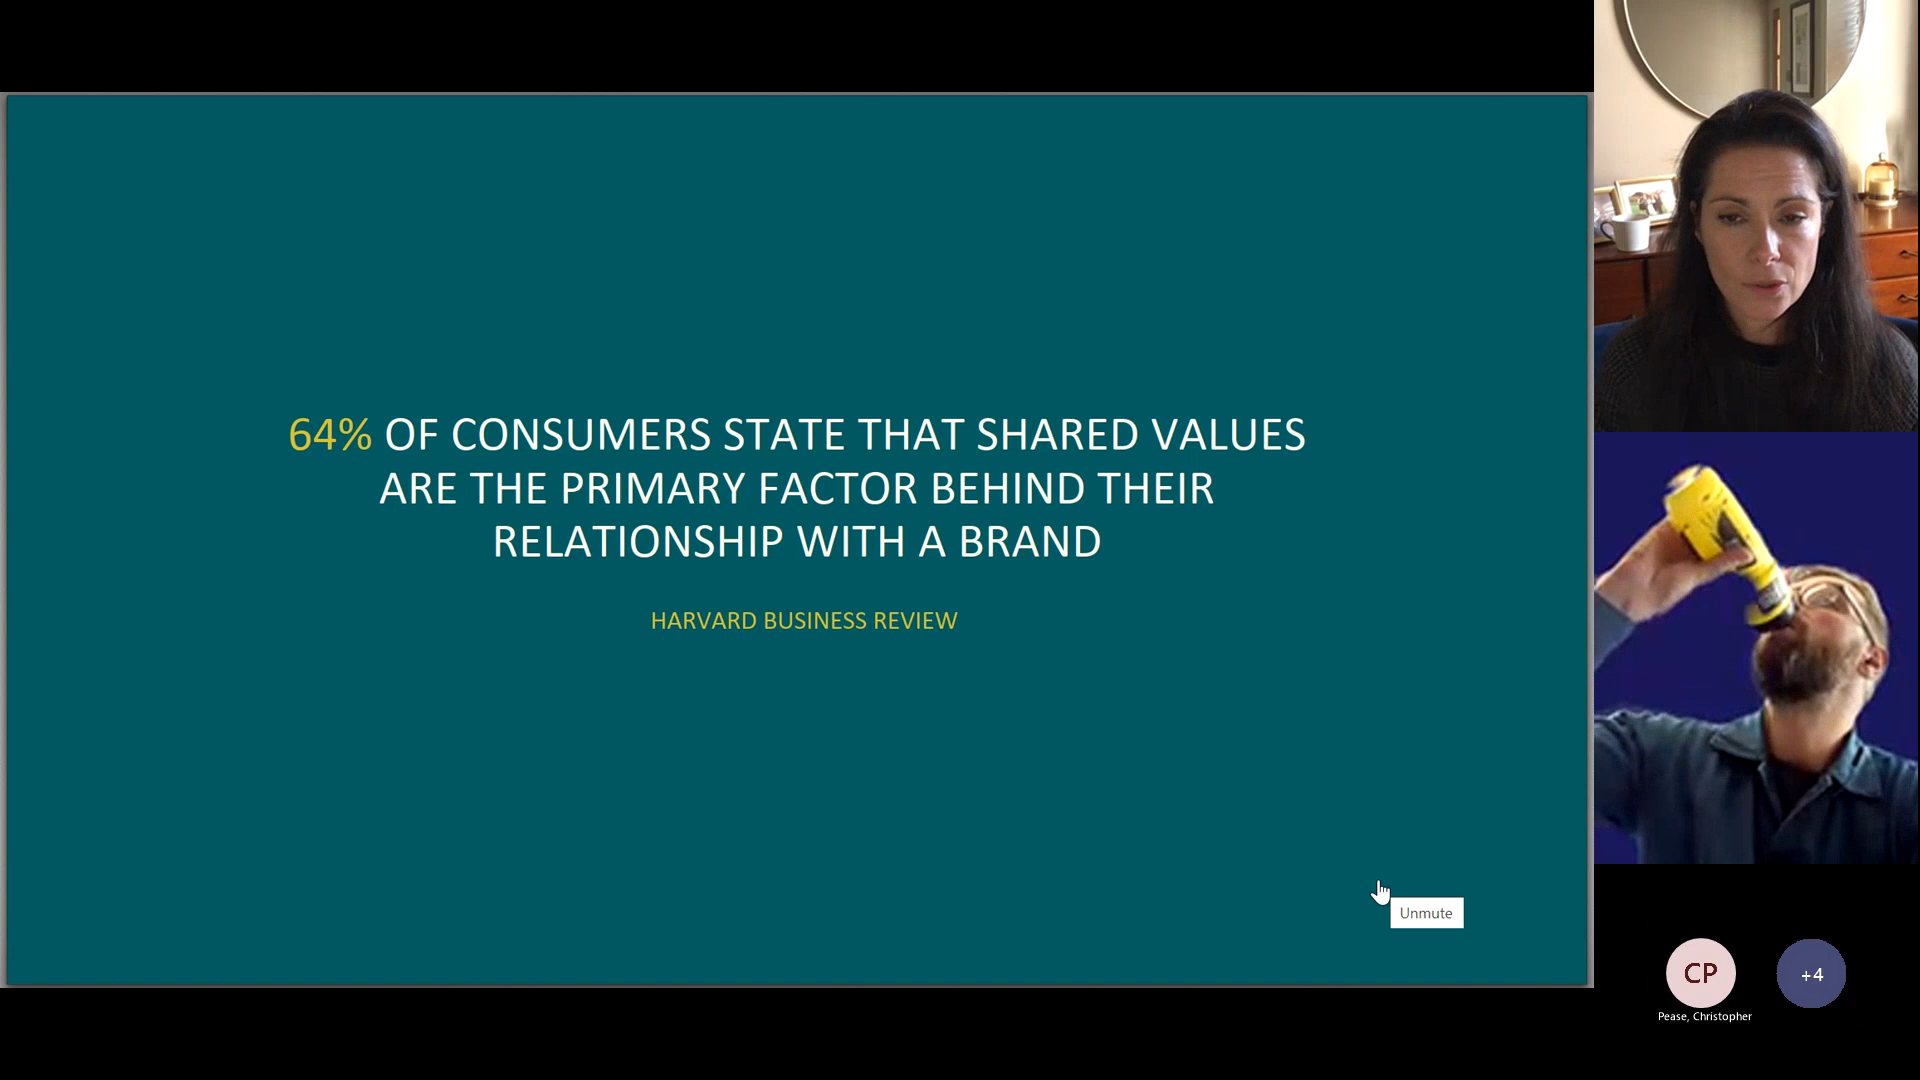 64% OF CONSUMERS STATE THAT SHARED VALUES
ARE THE PRIMARY FACTOR BEHIND THEIR
RELATIONSHIP WITH A BRAND
HARVARD BUSINESS REVIEW
Unmute
CP
+4
Pease, Christopher